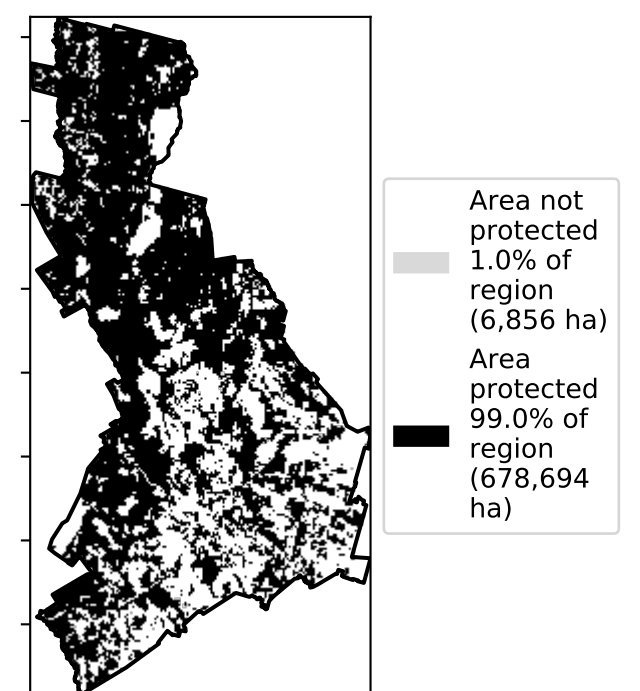 Area not
protected
1.0% of
region
(6,856 ha)
Area
protected
99.0% of
region
(678,694
ha)